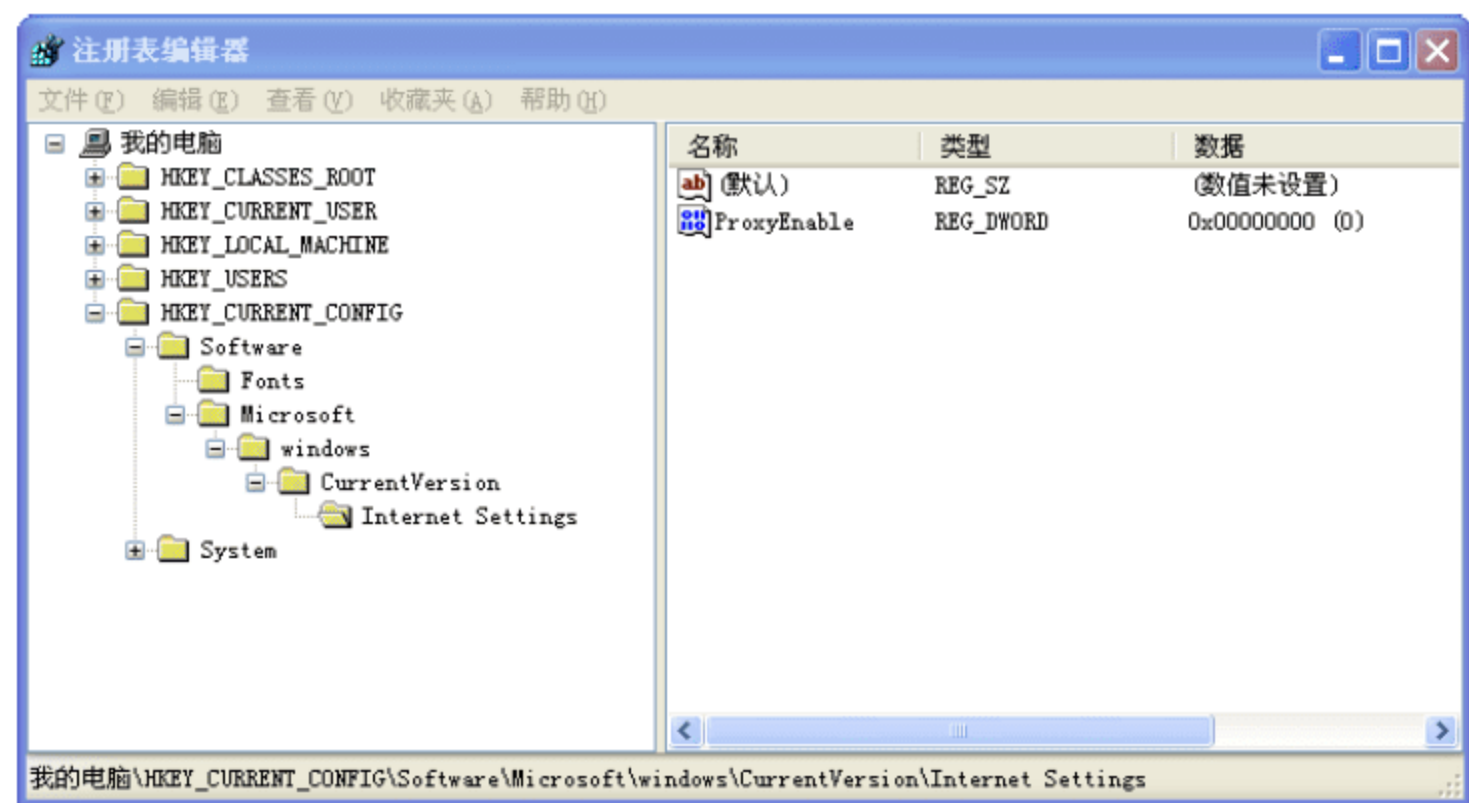 注册表编辑器
文件(F) 编辑(E) 查看(V) 收藏夹(A) 帮助(H)
我的电脑
HKEY_CLASSES_ROOT
HKEY_CURRENT_USER
HKEY_LOCAL_MACHINE
HKEY_USERS
HKEY_CURRENT_CONFIG
Software
Fonts
Microsoft
windows
CurrentVersion
Internet Settings
System
名称 类型 数据
ab (默认) REG_SZ (数值未设置)
ProxyEnable REG_DWORD 0x00000000 (0)
我的电脑\HKEY_CURRENT_CONFIG\Software\Microsoft\windows\CurrentVersion\Internet Settings